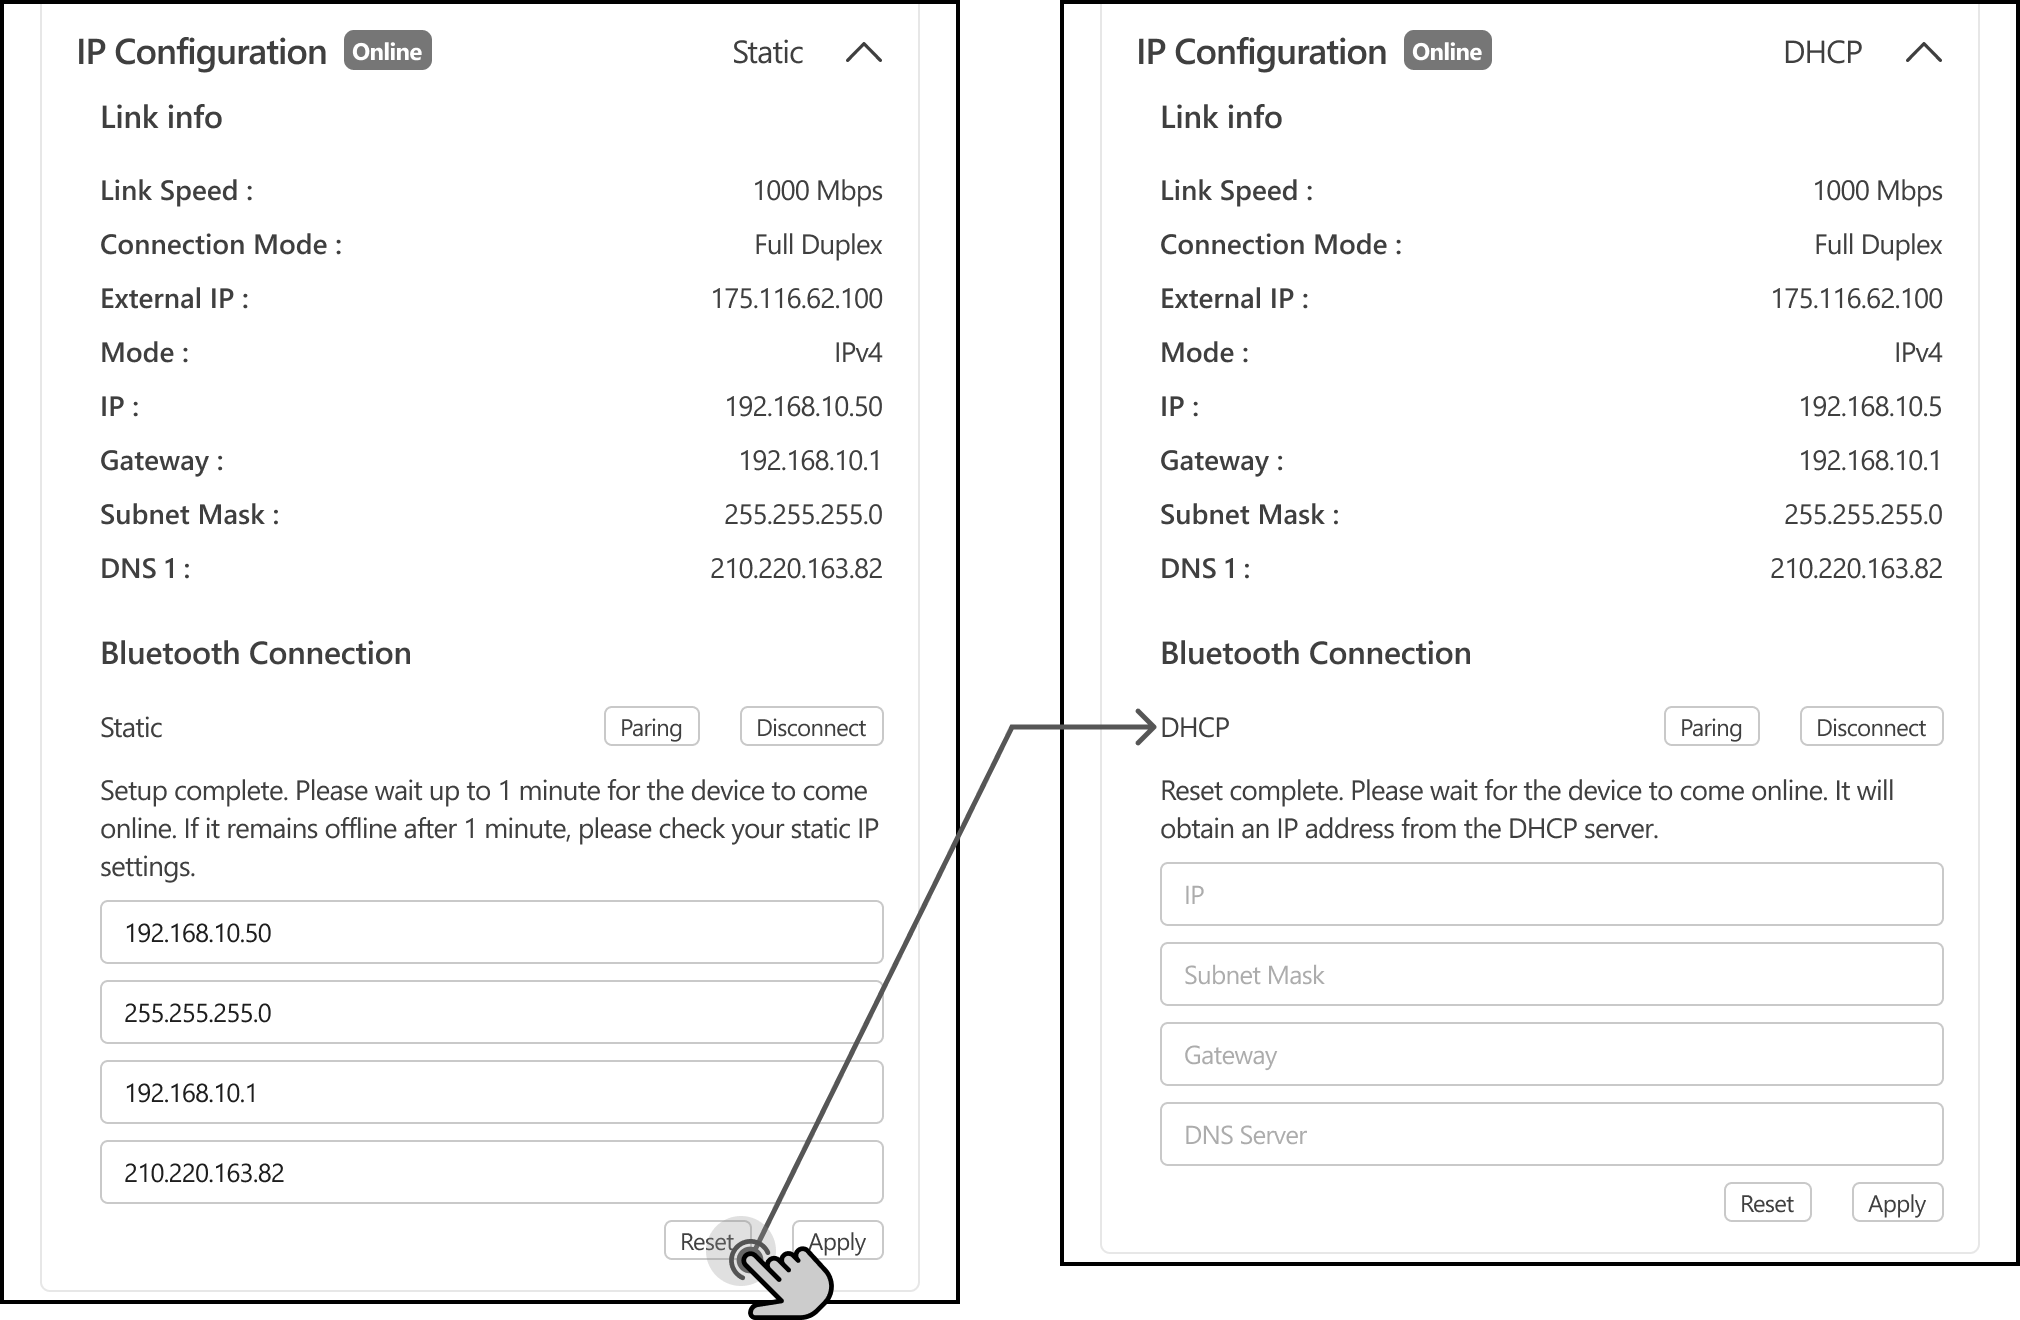 IP Configuration Online Static
Link info
Link Speed : 1000 Mbps
Connection Mode : Full Duplex
External IP : 175.116.62.100
Mode : IPv4
IP : 192.168.10.50
Gateway : 192.168.10.1
Subnet Mask : 255.255.255.0
DNS 1 : 210.220.163.82
Bluetooth Connection
Static Paring Disconnect
Setup complete. Please wait up to 1 minute for the device to come
online. If it remains offline after 1 minute, please check your static IP
settings.
192.168.10.50
255.255.255.0
192.168.10.1
210.220.163.82
Reset Apply
IP Configuration Online DHCP
Link info
Link Speed : 1000 Mbps
Connection Mode : Full Duplex
External IP : 175.116.62.100
Mode : IPv4
IP : 192.168.10.5
Gateway : 192.168.10.1
Subnet Mask : 255.255.255.0
DNS 1 : 210.220.163.82
Bluetooth Connection
DHCP Paring Disconnect
Reset complete. Please wait for the device to come online. It will
obtain an IP address from the DHCP server.
IP
Subnet Mask
Gateway
DNS Server
Reset Apply